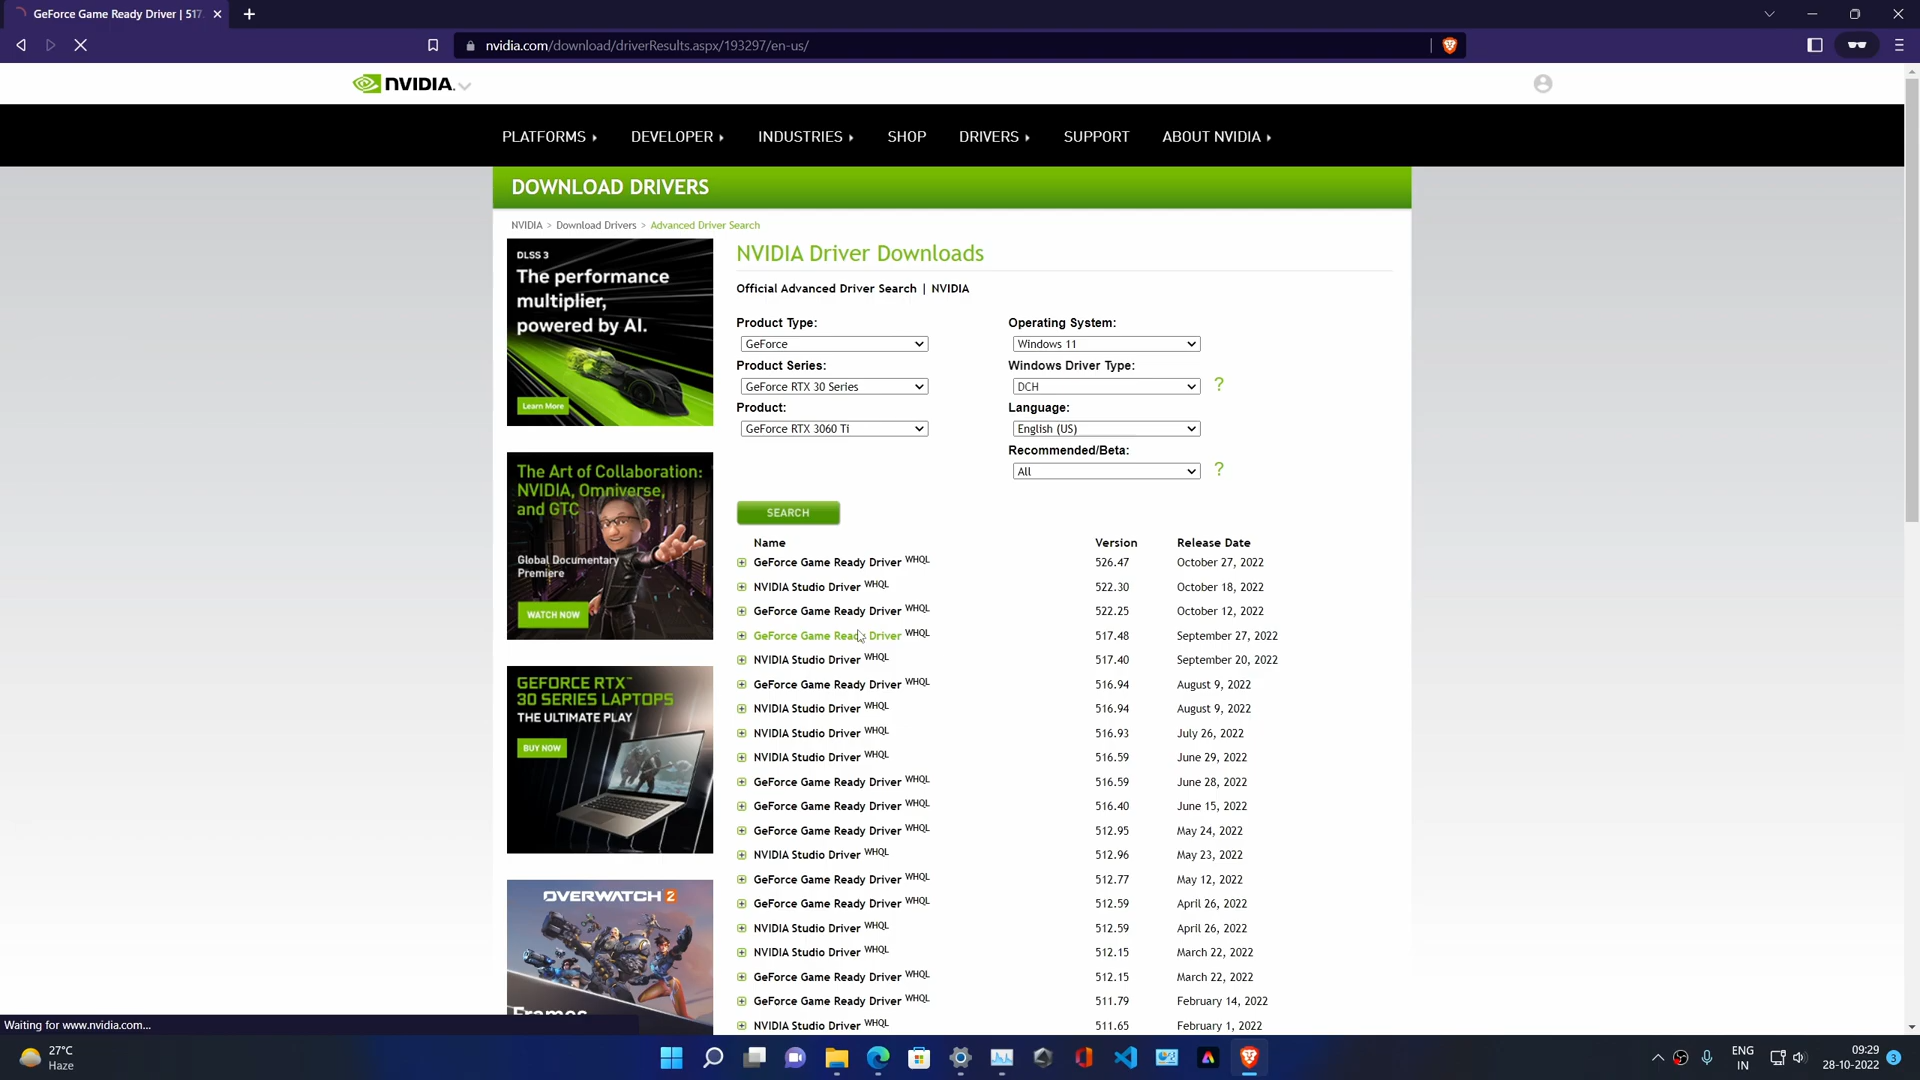 GeForce Game Ready Driver | 517.
nvidia.com/download/driverResults.aspx/193297/en-us/
NVIDIA.
PLATFORMS DEVELOPER INDUSTRIES SHOP DRIVERS SUPPORT ABOUT NVIDIA
DOWNLOAD DRIVERS
NVIDIA > Download Drivers > Advanced Driver Search
DLSS 3
The performance
multiplier,
powered by AI.
Learn More
The Art of Collaboration:
NVIDIA, Omniverse,
and GTC
Global Documentary
Premiere
WATCH NOW
GEFORCE RTX™
30 SERIES LAPTOPS
THE ULTIMATE PLAY
BUY NOW
OVERWATCH 2
Frames
NVIDIA Driver Downloads
Official Advanced Driver Search | NVIDIA
Product Type:
GeForce
Product Series:
GeForce RTX 30 Series
Product:
GeForce RTX 3060 Ti
Operating System:
Windows 11
Windows Driver Type:
DCH ?
Language:
English (US)
Recommended/Beta:
All ?
SEARCH
Name Version Release Date
GeForce Game Ready Driver WHQL 526.47 October 27, 2022
NVIDIA Studio Driver WHQL 522.30 October 18, 2022
GeForce Game Ready Driver WHQL 522.25 October 12, 2022
GeForce Game Ready Driver WHQL 517.48 September 27, 2022
NVIDIA Studio Driver WHQL 517.40 September 20, 2022
GeForce Game Ready Driver WHQL 516.94 August 9, 2022
NVIDIA Studio Driver WHQL 516.94 August 9, 2022
NVIDIA Studio Driver WHQL 516.93 July 26, 2022
NVIDIA Studio Driver WHQL 516.59 June 29, 2022
GeForce Game Ready Driver WHQL 516.59 June 28, 2022
GeForce Game Ready Driver WHQL 516.40 June 15, 2022
GeForce Game Ready Driver WHQL 512.95 May 24, 2022
NVIDIA Studio Driver WHQL 512.96 May 23, 2022
GeForce Game Ready Driver WHQL 512.77 May 12, 2022
GeForce Game Ready Driver WHQL 512.59 April 26, 2022
NVIDIA Studio Driver WHQL 512.59 April 26, 2022
NVIDIA Studio Driver WHQL 512.15 March 22, 2022
GeForce Game Ready Driver WHQL 512.15 March 22, 2022
GeForce Game Ready Driver WHQL 511.79 February 14, 2022
NVIDIA Studio Driver WHQL 511.65 February 1, 2022
Waiting for www.nvidia.com...
27°C
Haze
ENG
IN
09:29
28-10-2022
3